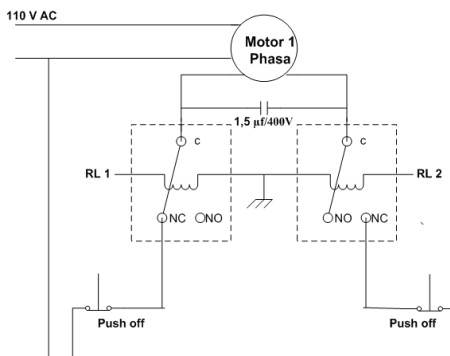 110 V AC
Motor 1
Phasa
1,5 µf/400V
C
C
RL 1
RL 2
NC
NO
NO
NC
Push off
Push off